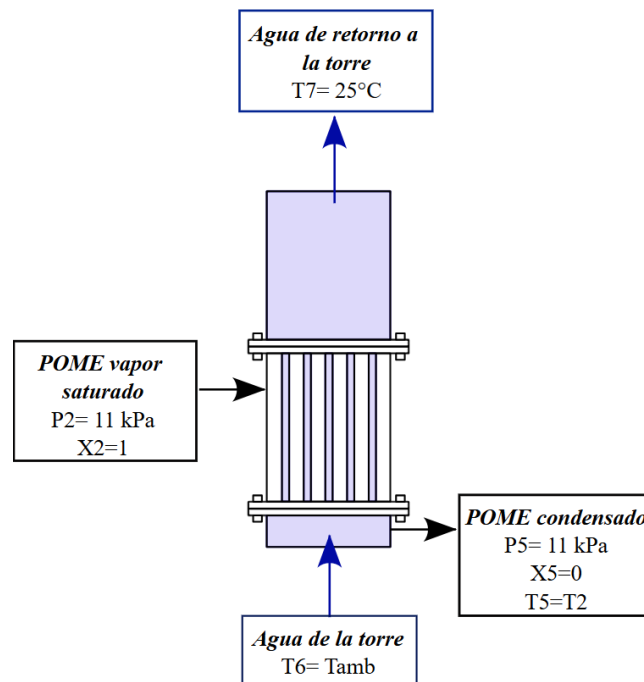 Agua de retorno a
la torre
T7= 25°C
POME vapor
saturado
P2= 11 kPa
X2=1
POME condensado
P5= 11 kPa
X5=0
T5=T2
Agua de la torre
T6= Tamb